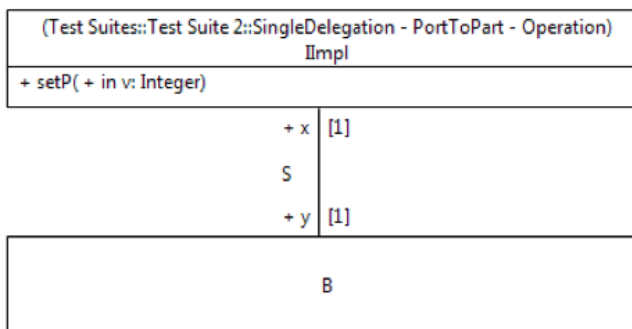 (Test Suites::Test Suite 2::SingleDelegation - PortToPart - Operation)
IImpl
+ setP( + in v: Integer)
+ x [1]
S
+ y [1]
B